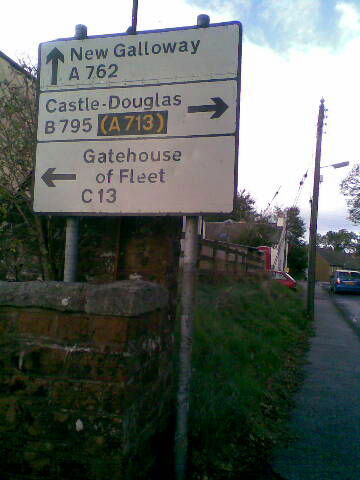 New Galloway
A 762
Castle-Douglas
B 795 (A 713)
Gatehouse
of Fleet
C 13